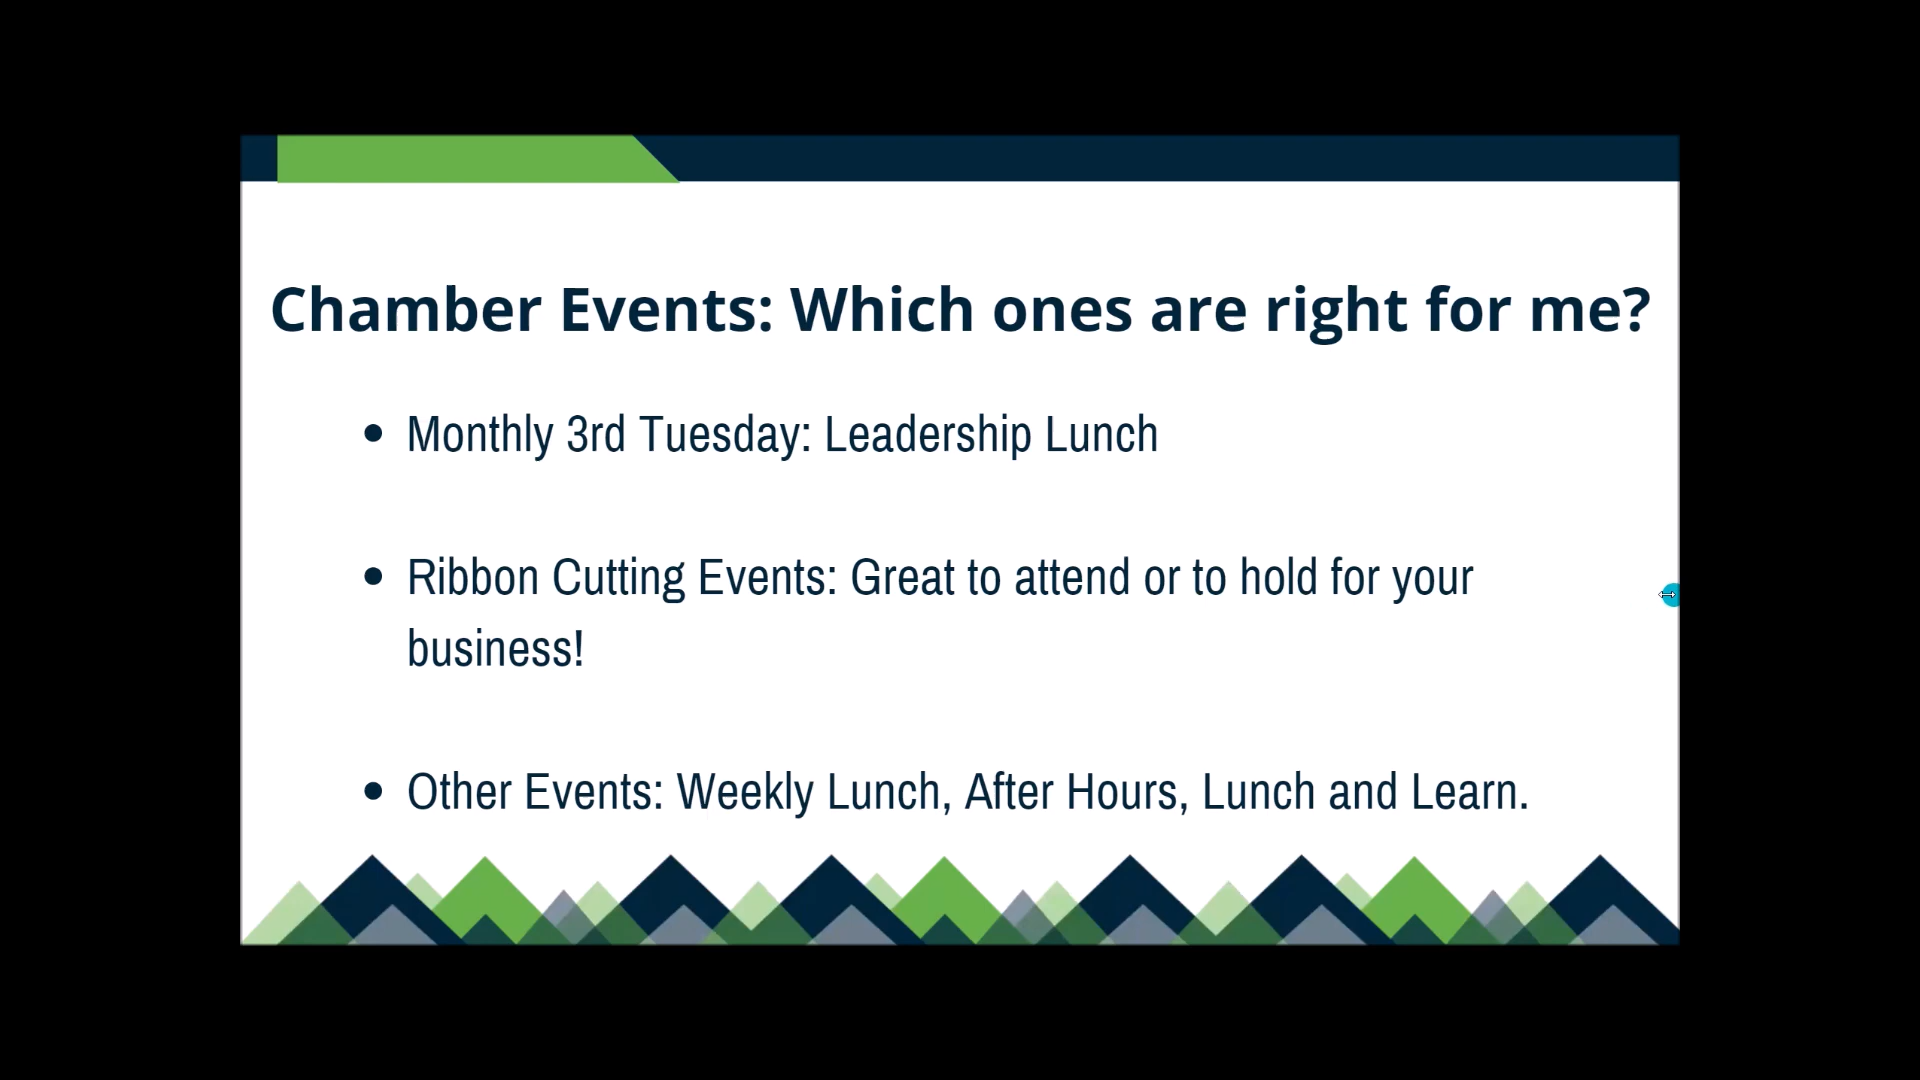 Chamber Events: Which ones are right for me?
• Monthly 3rd Tuesday: Leadership Lunch
• Ribbon Cutting Events: Great to attend or to hold for your
business!
• Other Events: Weekly Lunch, After Hours, Lunch and Learn.